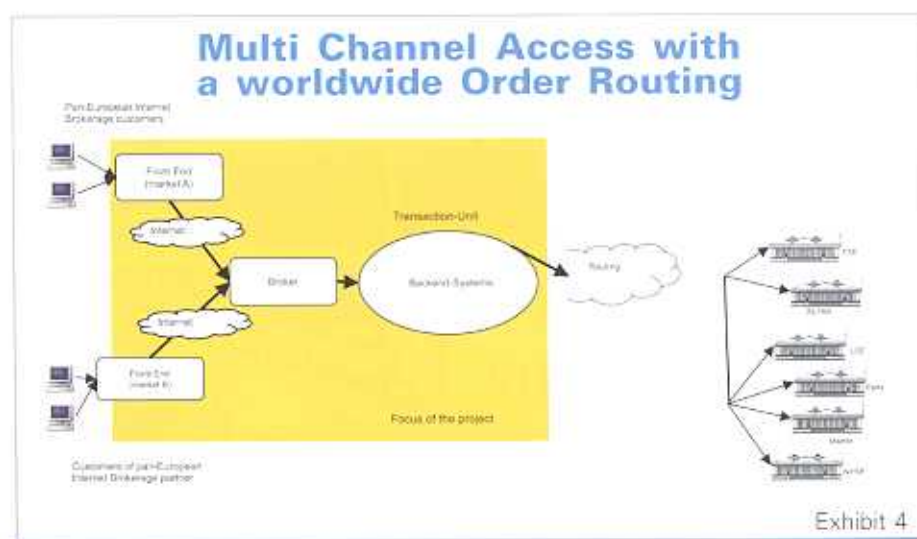 Multi Channel Access with
a worldwide Order Routing
Pan-European Internet
Brokerage customers
Front End
(market A)
Internet
Transaction-Unit
Broker
Backend-Systems
Routing
Internet
Front End
Focus of the project
Customers of pan-European
Internet Brokerage partner
Exhibit 4